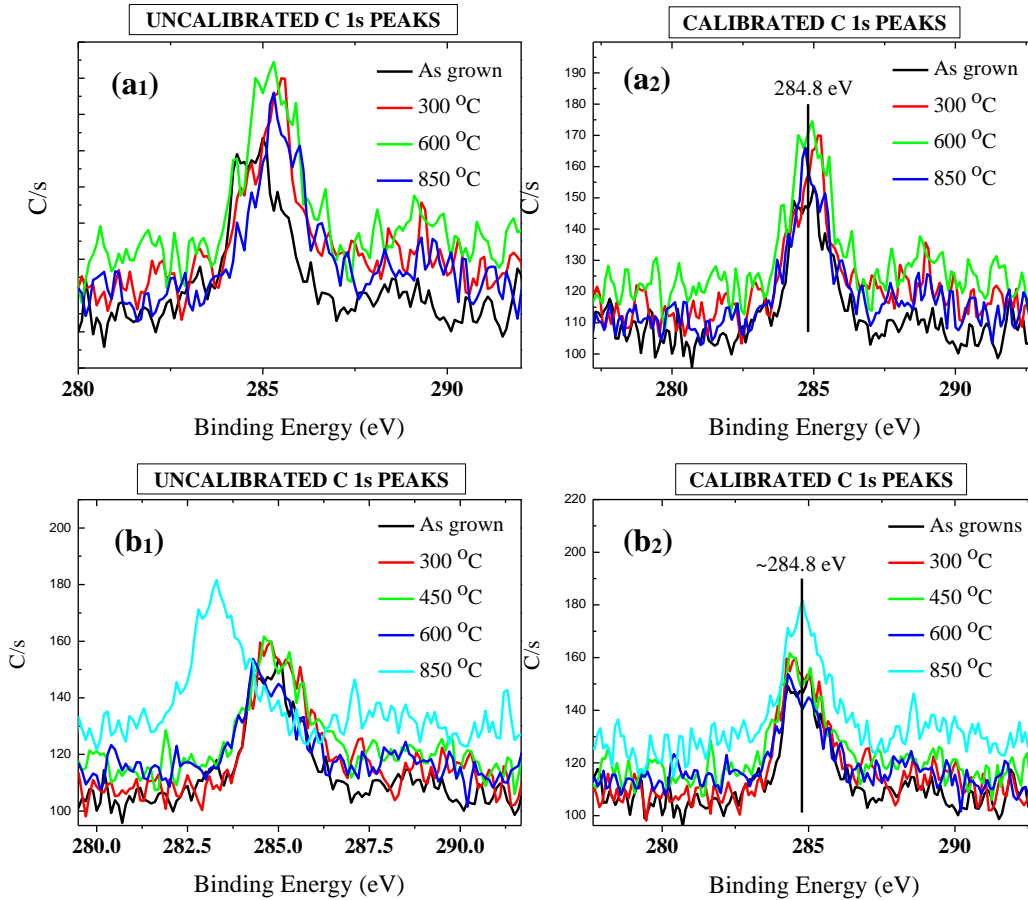 UNCALIBRATED C 1s PEAKS
(a1)
As grown
300 °C
600 °C
850 °C
C/s
280
285
290
Binding Energy (eV)
CALIBRATED C 1s PEAKS
190
180
170
160
150
140
130
120
110
100
(a2)
284.8 eV
As grown
300 °C
600 °C
850 °C
C/s
280
285
290
Binding Energy (eV)
UNCALIBRATED C 1s PEAKS
200
180
160
140
120
100
(b1)
As grown
300 °C
450 °C
600 °C
850 °C
C/s
280.0
282.5
285.0
287.5
290.0
Binding Energy (eV)
CALIBRATED C 1s PEAKS
220
200
180
160
140
120
100
(b2)
~284.8 eV
As growns
300 °C
450 °C
600 °C
850 °C
C/s
280
285
290
Binding Energy (eV)